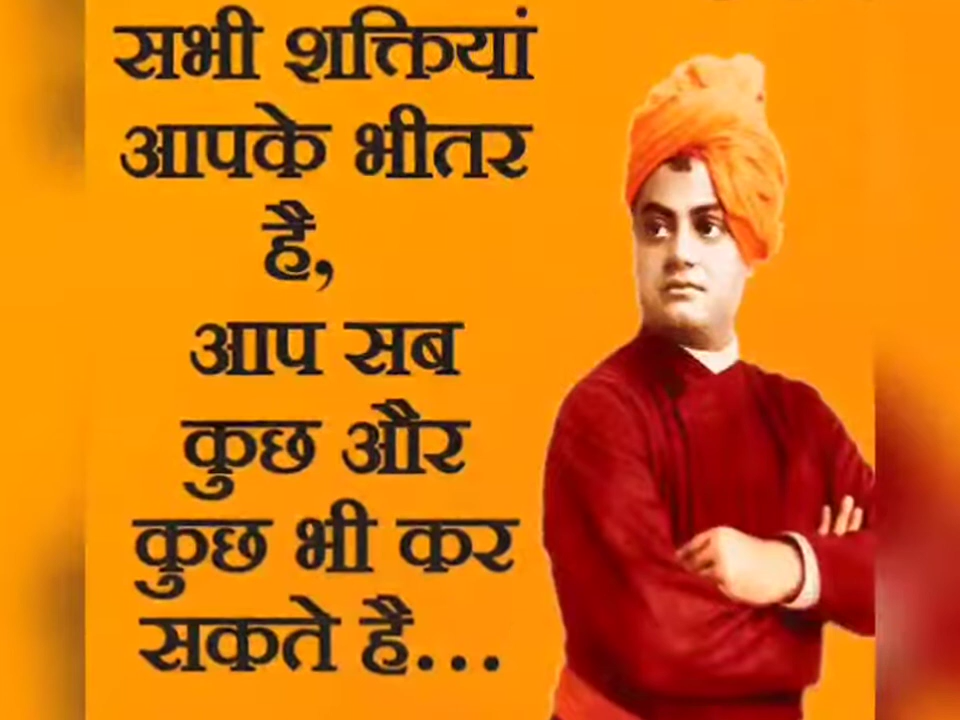 सभी शक्तियां
आपके भीतर
है,
आप सब
कुछ और
कुछ भी कर
सकते है...